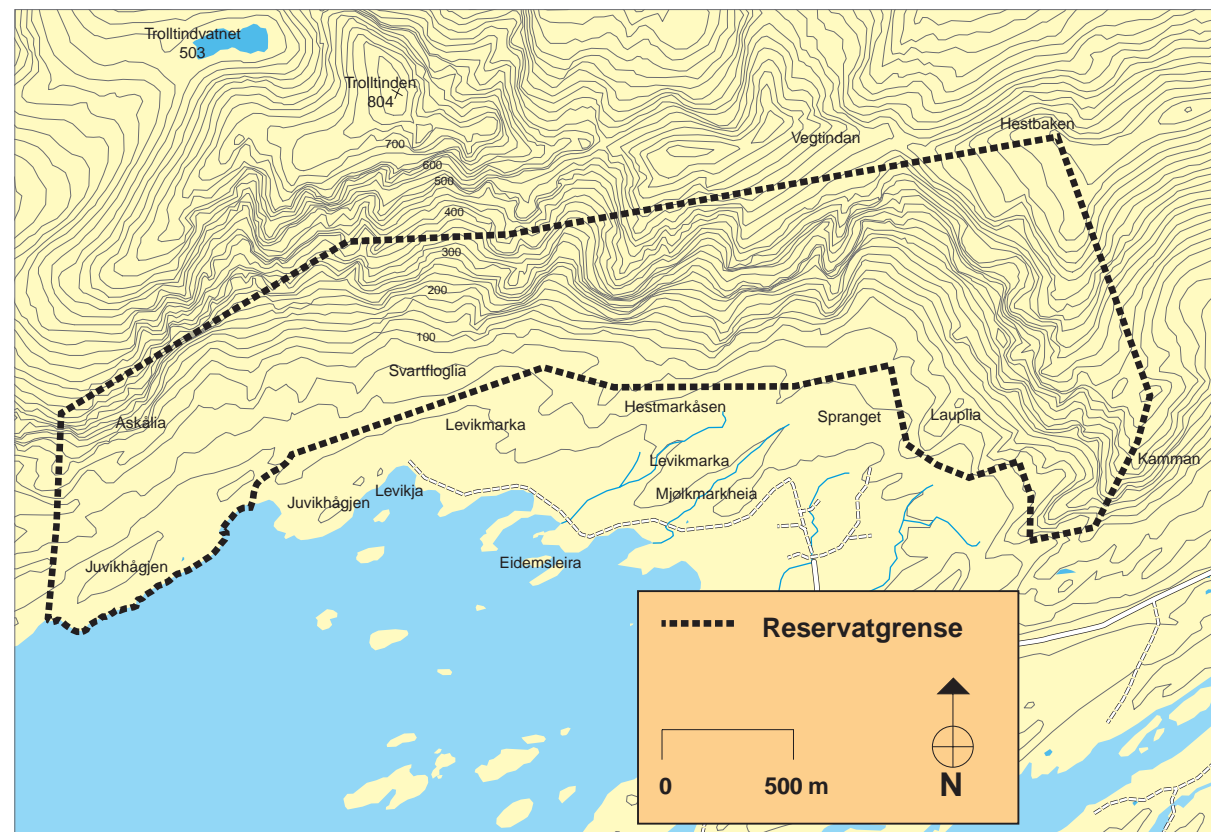 Trolltindvatnet
503
Trolltinden
804
Hestbaken
Vegtindan
700
600
500
400
300
200
100
Svartfloglia
Hestmarkåsen
Spranget
Lauplia
Askålia
Levikmarka
Kamman
Levikmarka
Levikja
Mjølkmarkheia
Juvikhågjen
Eidemsleira
Juvikhågjen
Reservatgrense
0 500 m
N